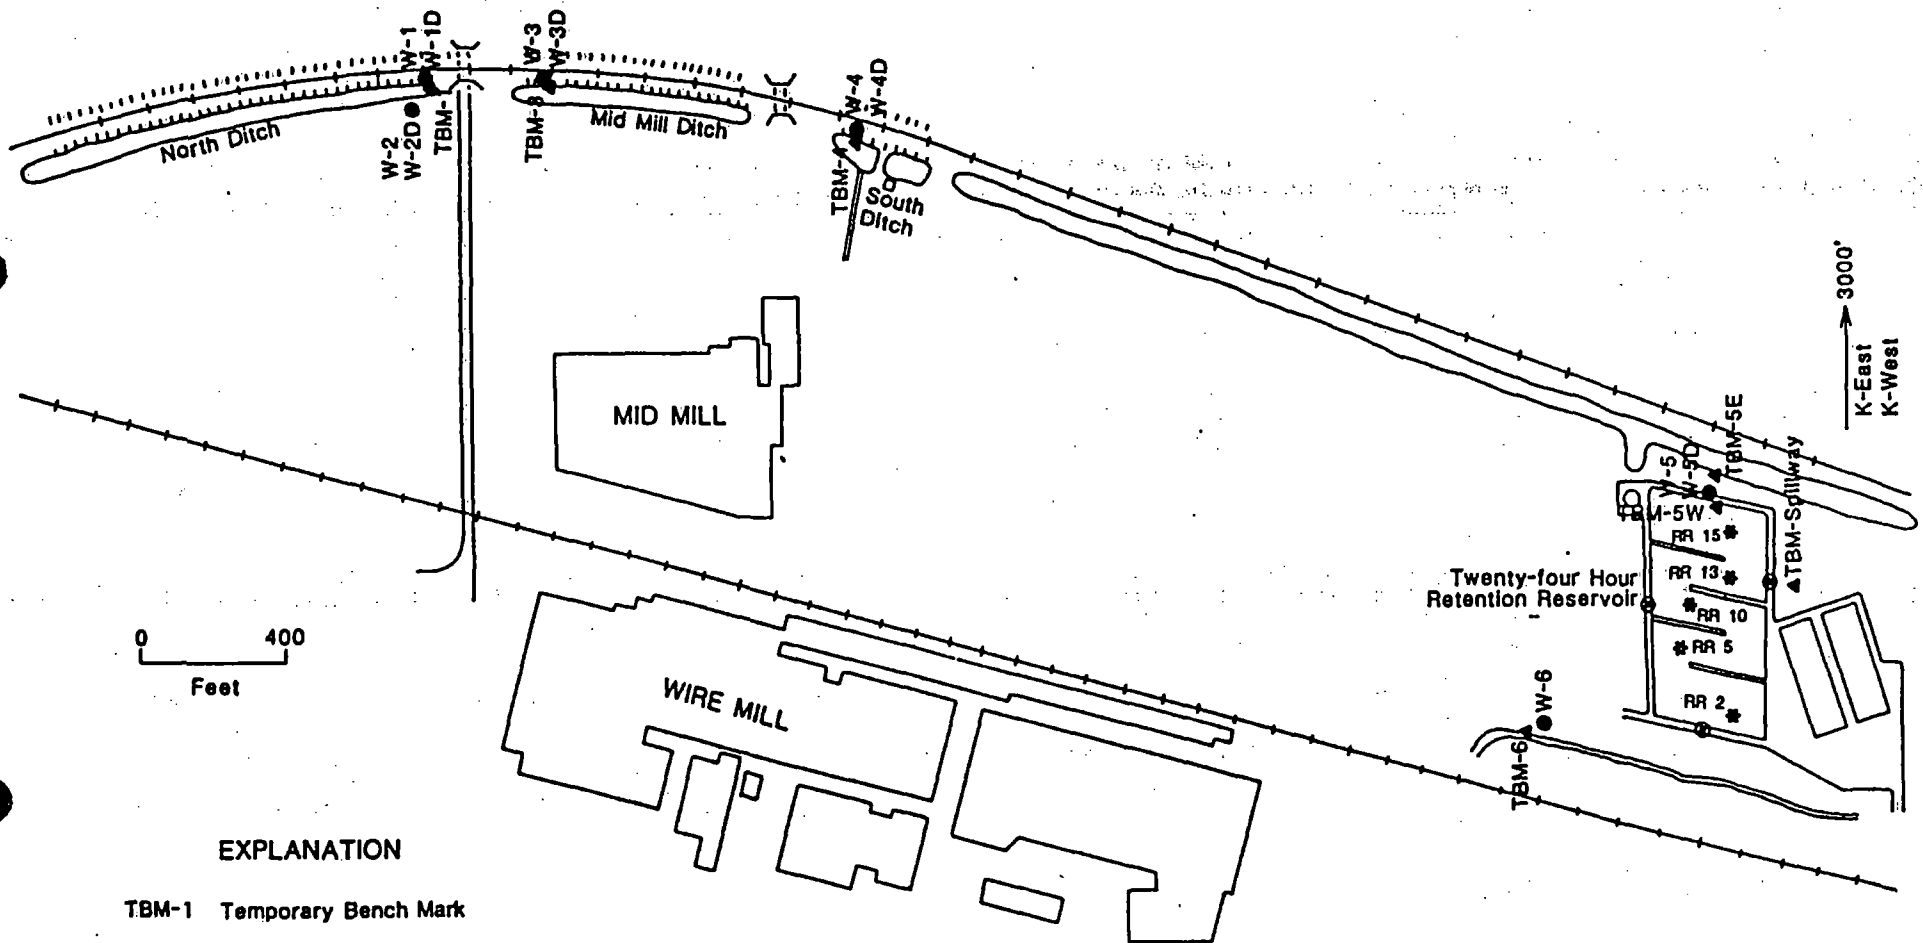 W-1
W-1D
W-3
W-3D
W-4
W-4D
North Ditch
W-2
W-2D
TBM-
TBM-3
Mid Mill Ditch
TBM-4
South
Ditch
3000'
K-East
K-West
MID MILL
TBM-5E
W-5
W-5D
TBM-5W
TBM-Spillway
RR 15
RR 13
RR 10
RR 5
RR 2
Twenty-four Hour
Retention Reservoir
0 400
Feet
WIRE MILL
W-6
TBM-6
EXPLANATION
TBM-1 Temporary Bench Mark